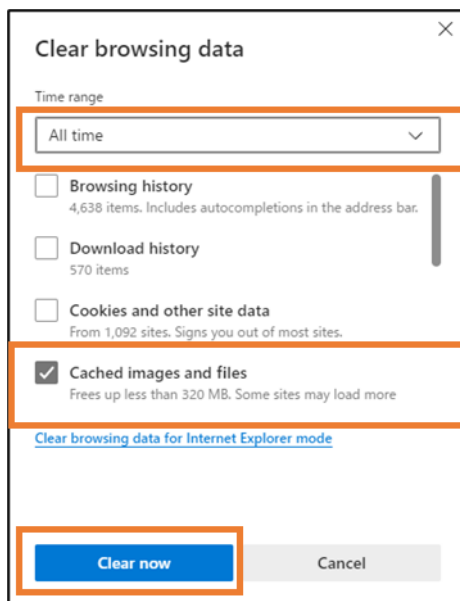 Clear browsing data
Time range
All time
Browsing history
4,638 items. Includes autocompletions in the address bar.
Download history
570 items
Cookies and other site data
From 1,092 sites. Signs you out of most sites.
Cached images and files
Frees up less than 320 MB. Some sites may load more
Clear browsing data for Internet Explorer mode
Clear now
Cancel